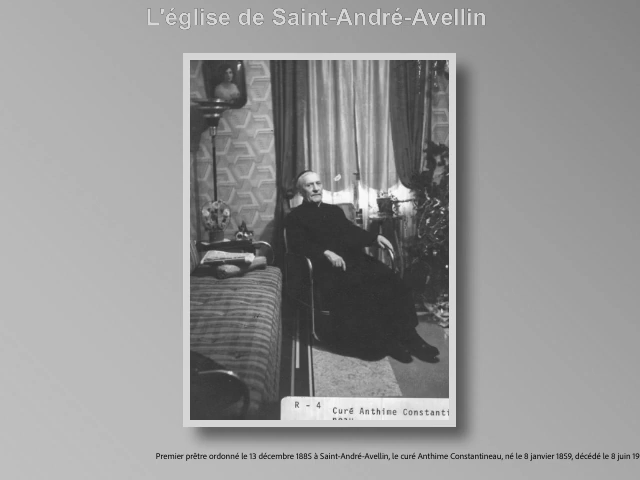 L'église de Saint-André-Avellin
R - 4 Curé Anthime Constanti
Premier prêtre ordonné le 13 décembre 1885 à Saint-André-Avellin, le curé Anthime Constantineau, né le 8 janvier 1859, décédé le 8 juin 19